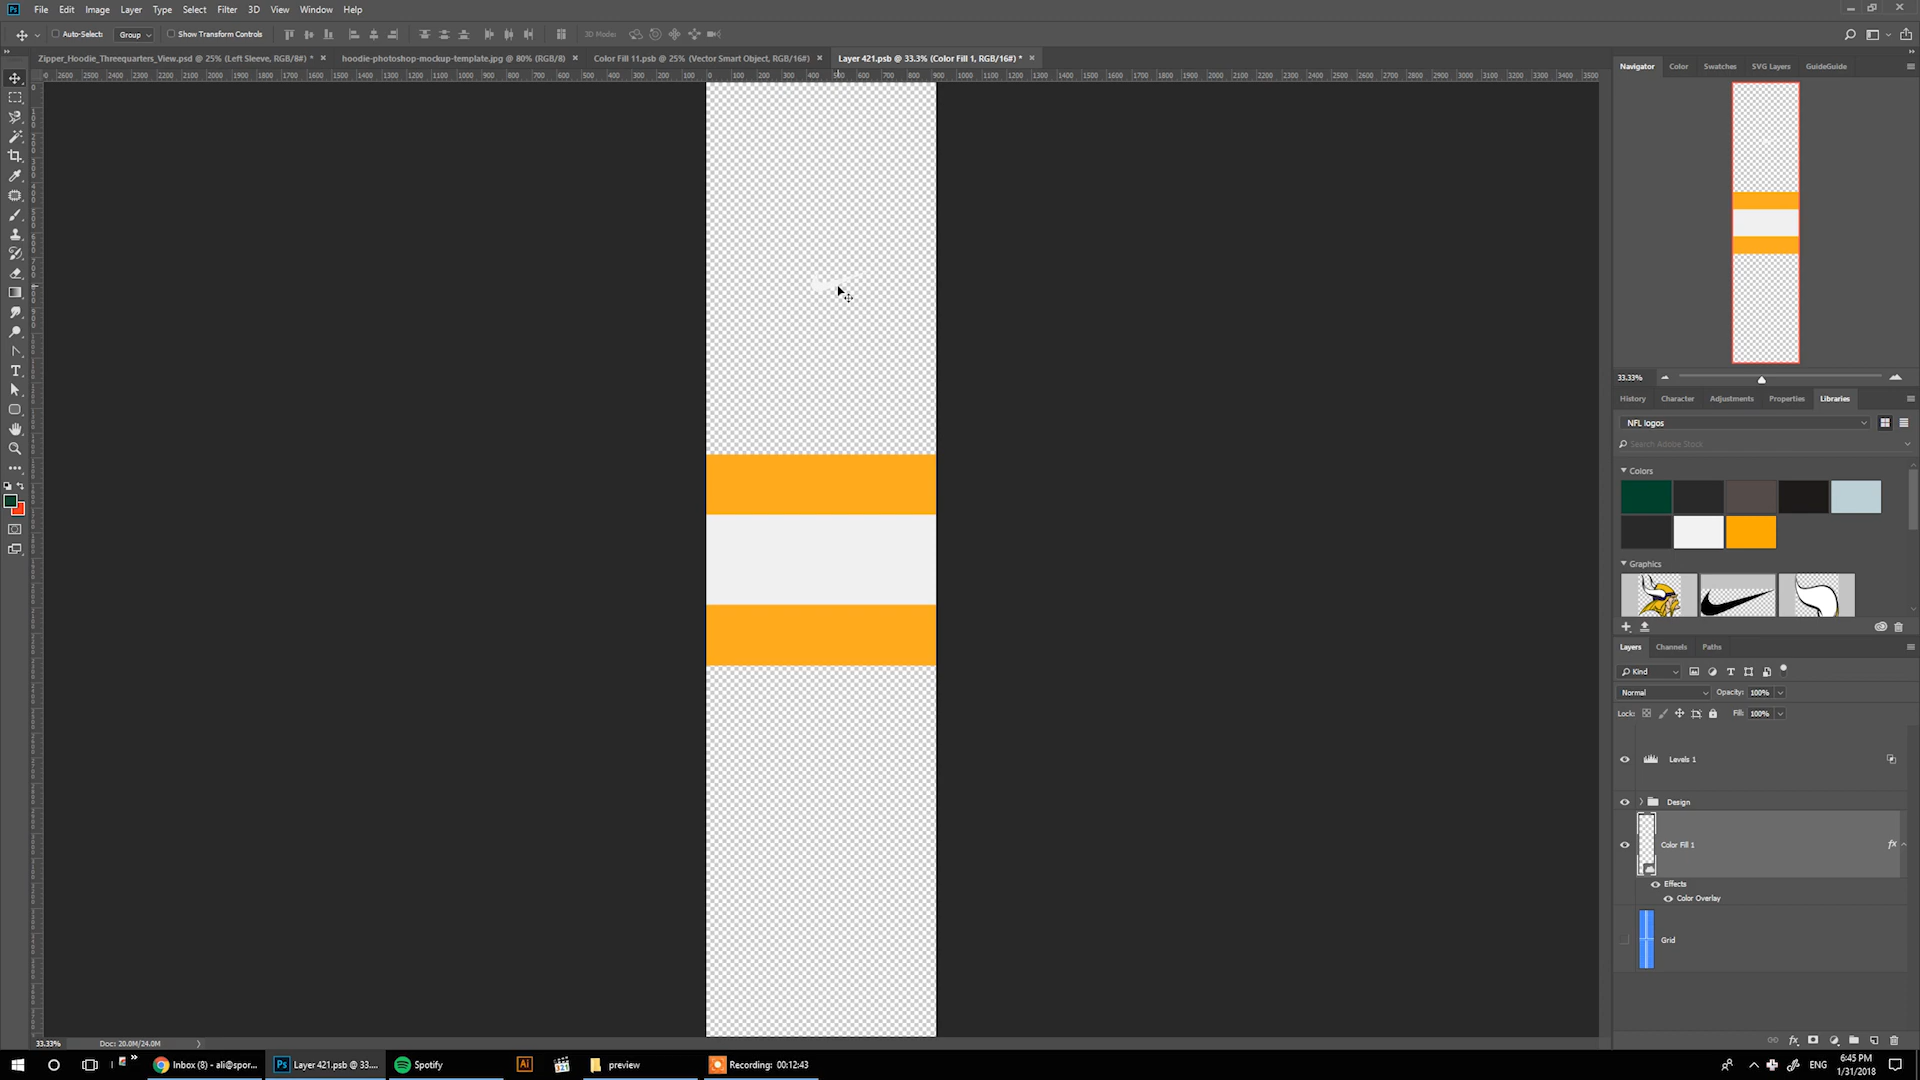 Ps File Edit Image Layer Type Select Filter 3D View Window Help
Auto-Select: Group Show Transform Controls 3D Mode:
Zipper_Hoodie_Threequarters_View.psd @ 25% (Left Sleeve, RGB/8#) * × hoodie-photoshop-mockup-template.jpg @ 80% (RGB/8) × Color Fill 11.psb @ 25% (Vector Smart Object, RGB/16#) × Layer 421.psb @ 33.3% (Color Fill 1, RGB/16#) * ×
Navigator Color Swatches SVG Layers GuideGuide
33.33%
History Character Adjustments Properties Libraries
NFL logos
Search Adobe Stock
Colors
Graphics
Layers Channels Paths
Kind
Normal Opacity: 100%
Lock: Fill: 100%
Levels 1
Design
Color Fill 1 fx
Effects
Color Overlay
Grid
33.33% Doc: 20.0M/24.0M
Inbox (8) - ali@spor... Layer 421.psb @ 33.... Spotify Ai preview Recording: 00:12:43 ENG 6:45 PM
1/31/2018